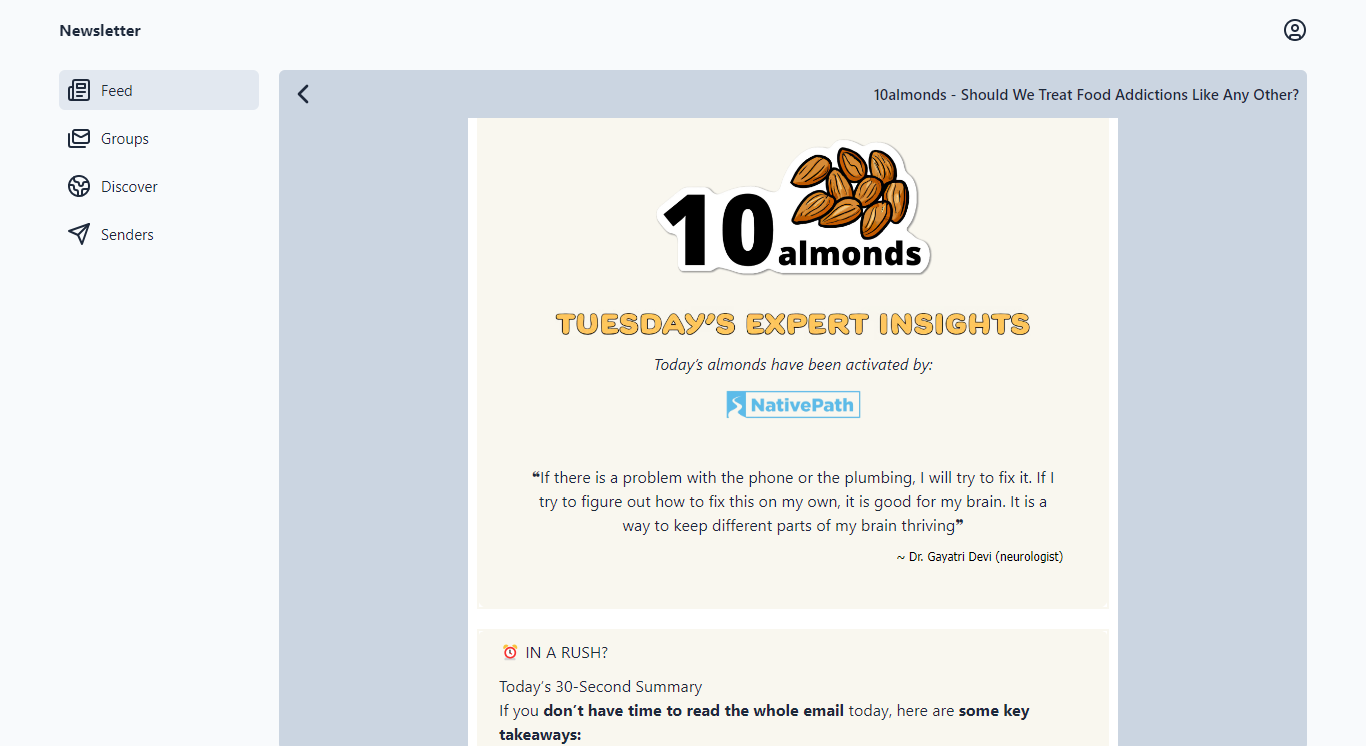 Newsletter
Feed
Groups
Discover
Senders
10almonds - Should We Treat Food Addictions Like Any Other?
10 almonds
TUESDAY'S EXPERT INSIGHTS
Today's almonds have been activated by:
NativePath
❝If there is a problem with the phone or the plumbing, I will try to fix it. If I
try to figure out how to fix this on my own, it is good for my brain. It is a
way to keep different parts of my brain thriving❞
~ Dr. Gayatri Devi (neurologist)
⏰ IN A RUSH?
Today's 30-Second Summary
If you don't have time to read the whole email today, here are some key
takeaways: